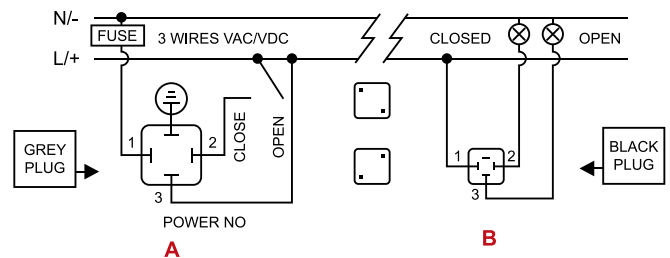 N/-
FUSE
3 WIRES VAC/VDC
CLOSED
OPEN
L/+
CLOSE
OPEN
GREY
PLUG
1
2
3
POWER NO
A
1
2
3
BLACK
PLUG
B